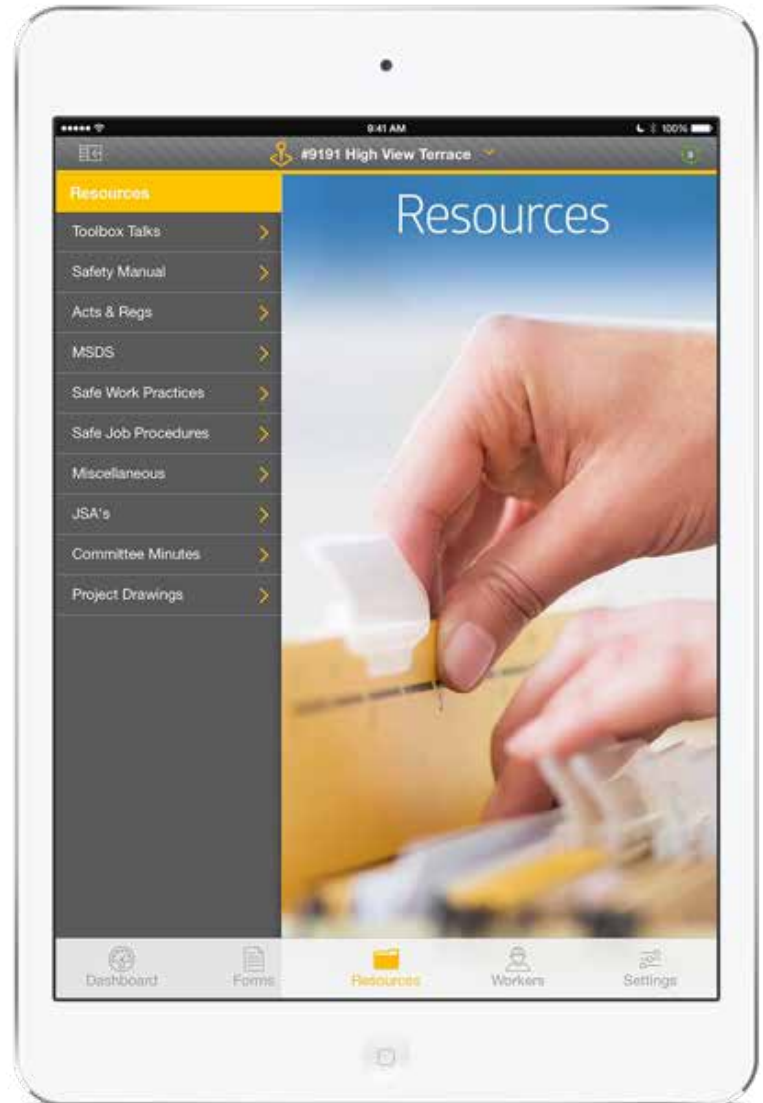 9:41 AM
100%
#9191 High View Terrace
Resources
Resources
Toolbox Talks
Safety Manual
Acts & Regs
MSDS
Safe Work Practices
Safe Job Procedures
Miscellaneous
JSA's
Committee Minutes
Project Drawings
Dashboard
Forms
Resources
Workers
Settings